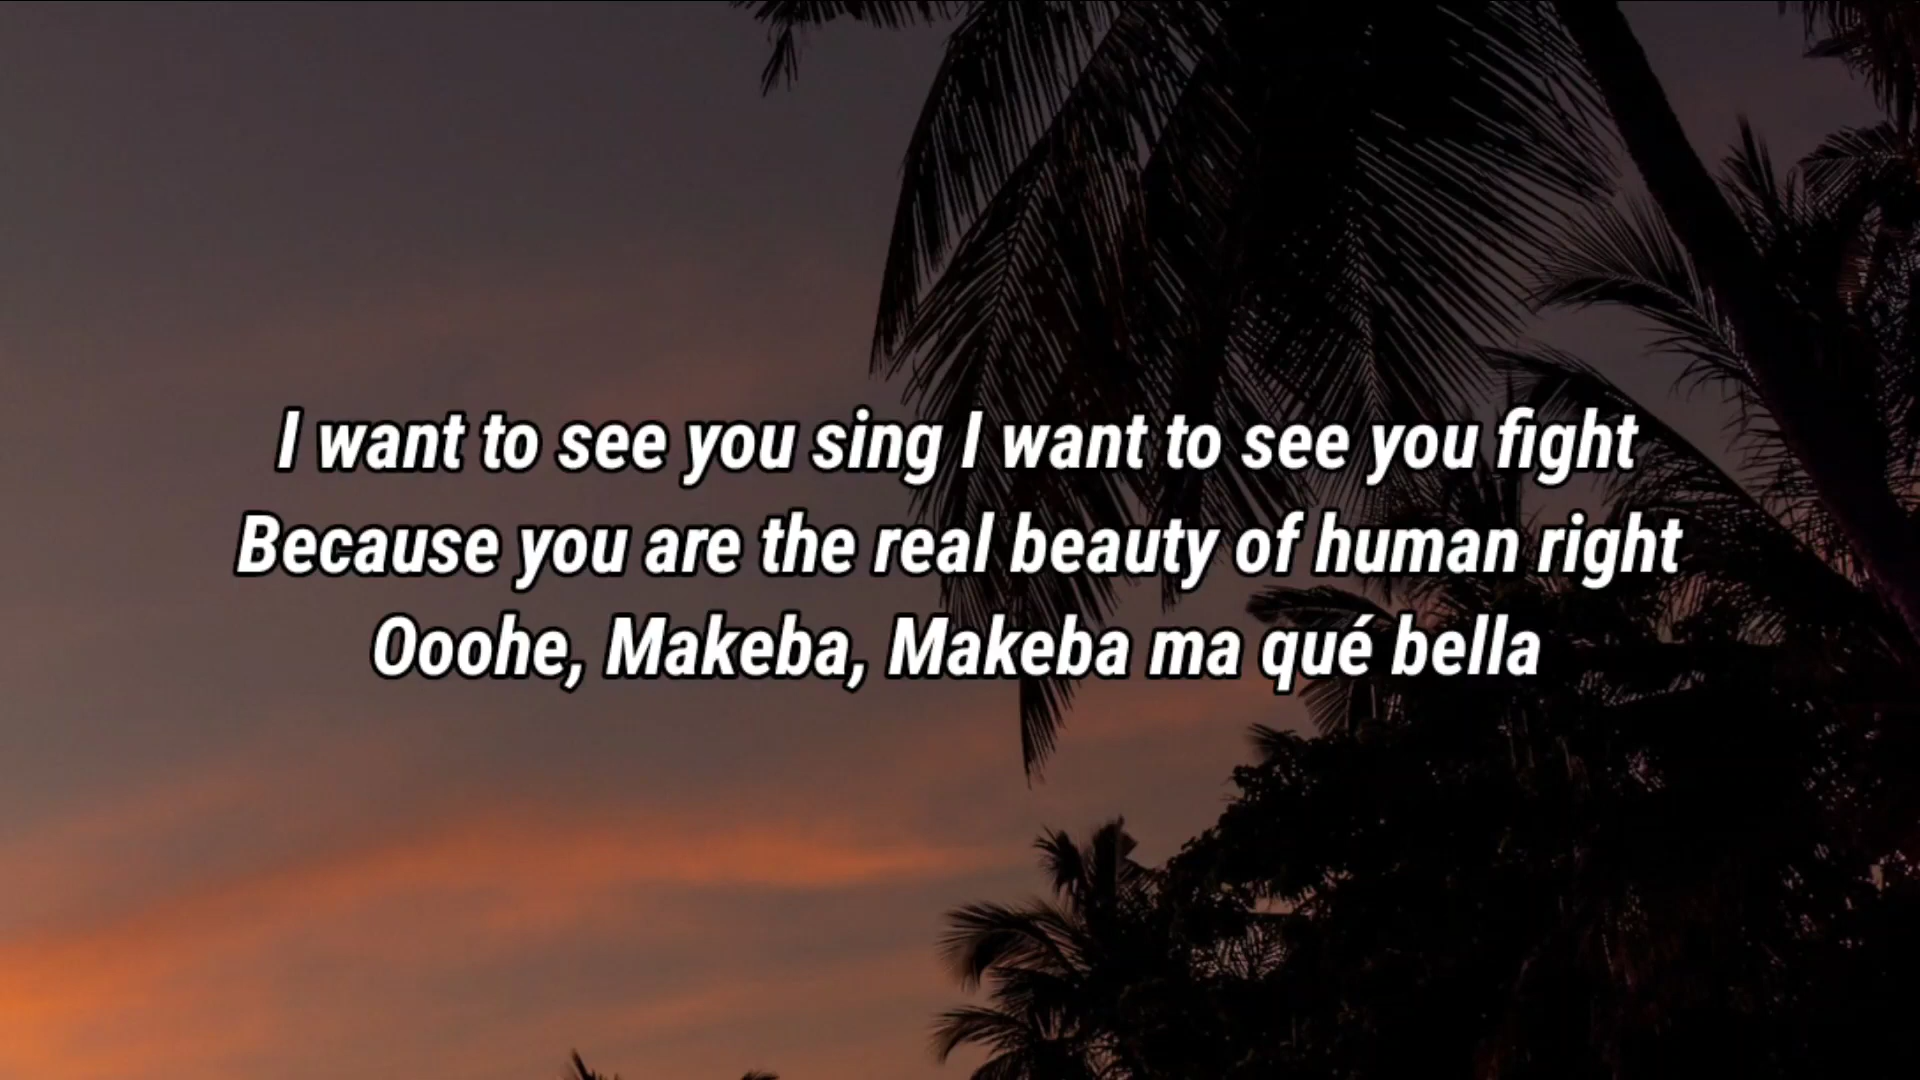 I want to see you sing I want to see you fight
Because you are the real beauty of human right
Ooohe, Makeba, Makeba ma qué bella